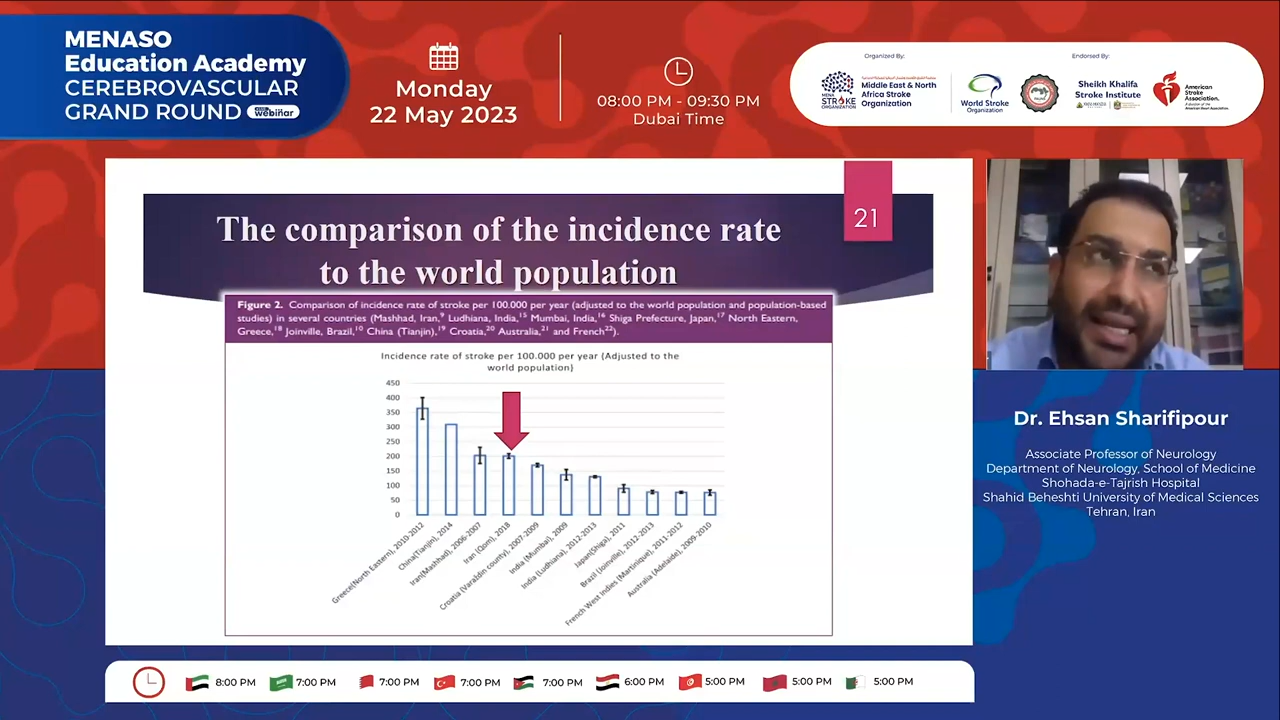 MENASO
Education Academy
CEREBROVASCULAR
GRAND ROUND
webinar
Monday
22 May 2023
08:00 PM - 09:30 PM
Dubai Time
Organized By:
MENA
STROKE
ORGANIZATION
Middle East & North
Africa Stroke
Organization
World Stroke
Organization
Endorsed By:
Sheikh Khalifa
Stroke Institute
American
Stroke
Association.
21
The comparison of the incidence rate
to the world population
Figure 2. Comparison of incidence rate of stroke per 100.000 per year (adjusted to the world population and population-based
studies) in several countries (Mashhad, Iran,9 Ludhiana, India,15 Mumbai, India,16 Shiga Prefecture, Japan,17 North Eastern,
Greece,18 Joinville, Brazil,10 China (Tianjin),19 Croatia,20 Australia,21 and French22).
Incidence rate of stroke per 100.000 per year (Adjusted to the
world population)
450
400
350
300
250
200
150
100
50
0
Greece(North Eastern), 2010-2012
China(Tianjin), 2014
Iran(Mashhad), 2006-2007
Iran (Qom), 2018
Croatia (Varaždin county), 2007-2009
India (Mumbai), 2009
India (Ludhiana), 2012-2013
Japan(Shiga), 2011
Brazil (Joinville), 2012-2013
French West Indies (Martinique), 2011-2012
Australia (Adelaide), 2009-2010
Dr. Ehsan Sharifipour
Associate Professor of Neurology
Department of Neurology, School of Medicine
Shohada-e-Tajrish Hospital
Shahid Beheshti University of Medical Sciences
Tehran, Iran
8:00 PM
7:00 PM
7:00 PM
7:00 PM
7:00 PM
6:00 PM
5:00 PM
5:00 PM
5:00 PM